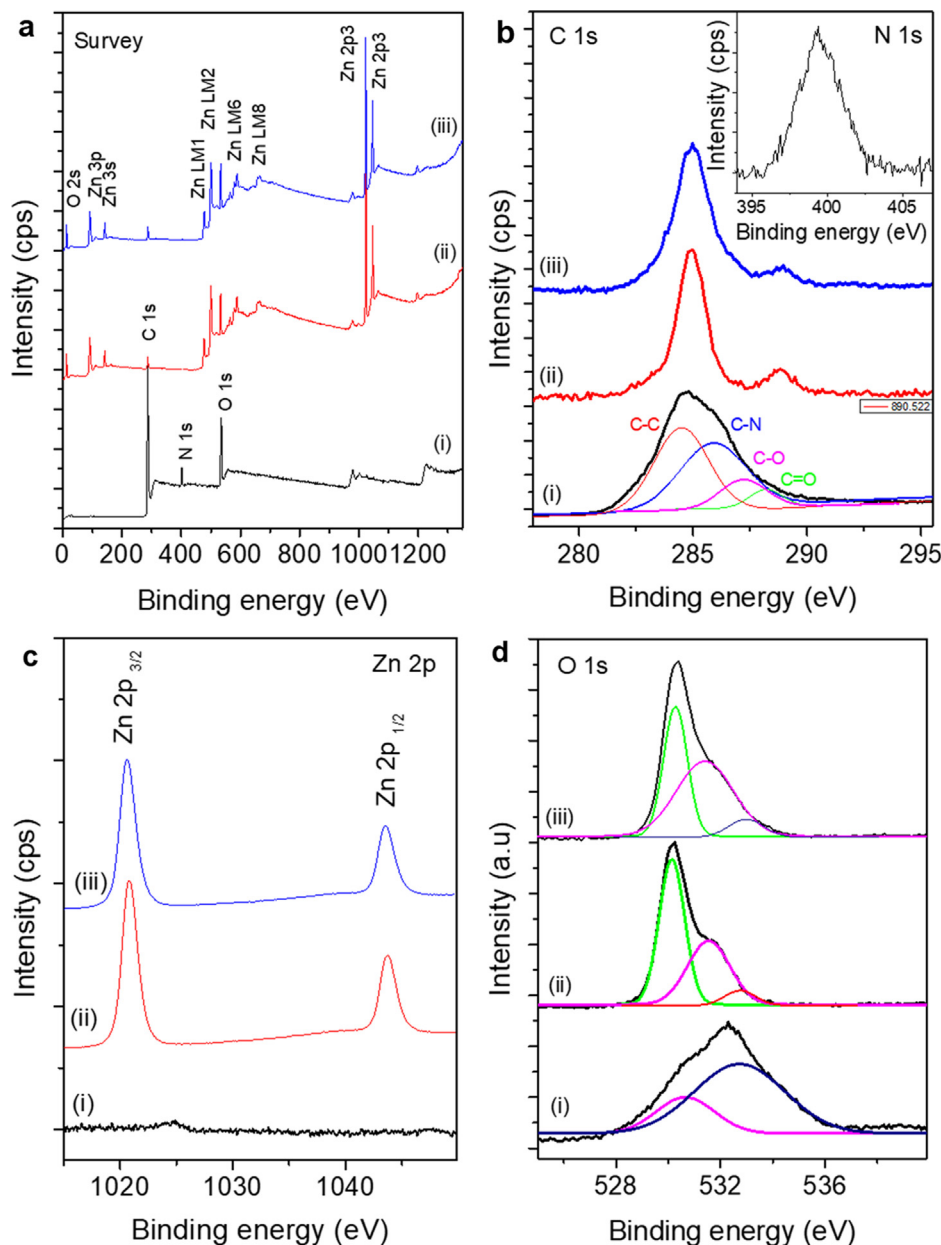 a
Survey
O 2s
Zn 3p
Zn 3s
C 1s
N 1s
O 1s
Zn LM1
Zn LM2
Zn LM6
Zn LM8
Zn 2p3
Zn 2p3
(iii)
(ii)
(i)
Intensity (cps)
0 200 400 600 800 1000 1200
Binding energy (eV)
b
C 1s
N 1s
Intensity (cps)
394 400 406
Binding energy (eV)
(iii)
(ii)
890.522
C-C
C-N
C-O
C=O
(i)
Intensity (cps)
280 285 290 295
Binding energy (eV)
c
Zn 2p
Zn 2p 3/2
Zn 2p 1/2
(iii)
(ii)
(i)
Intensity (cps)
1020 1030 1040
Binding energy (eV)
d
O 1s
(iii)
(ii)
(i)
Intensity (a.u)
528 532 536
Binding energy (eV)